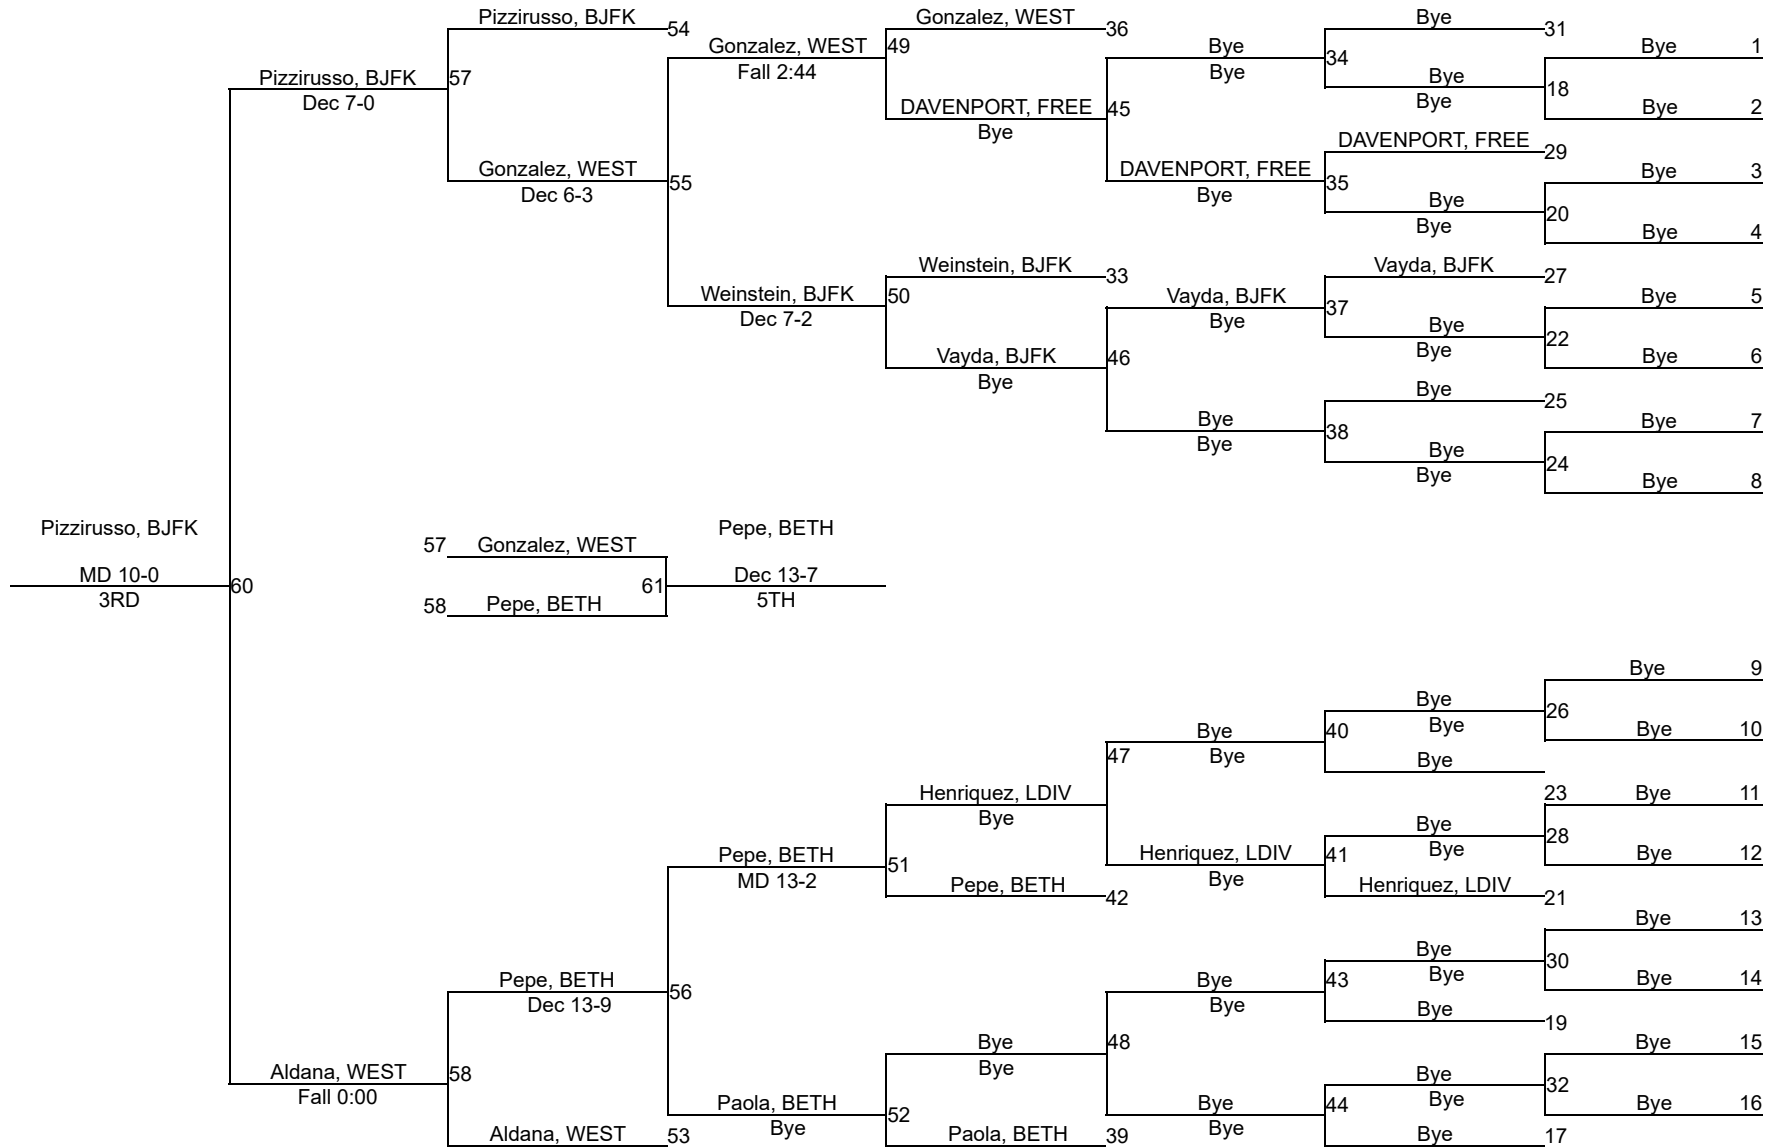 Pizzirusso, BJFK
54
Gonzalez, WEST
36
Bye
31
Gonzalez, WEST
49
Bye
34
Bye
1
Pizzirusso, BJFK
57
Fall 2:44
Bye
Bye
18
Dec 7-0
DAVENPORT, FREE
45
Bye
Bye
2
Bye
DAVENPORT, FREE
29
Gonzalez, WEST
55
DAVENPORT, FREE
35
Bye
3
Dec 6-3
Bye
Bye
20
Bye
Bye
4
Weinstein, BJFK
33
Vayda, BJFK
27
Weinstein, BJFK
50
Vayda, BJFK
37
Bye
5
Dec 7-2
Bye
Bye
22
Vayda, BJFK
46
Bye
Bye
6
Bye
Bye
25
Bye
38
Bye
7
Bye
Bye
24
Bye
Bye
8
Pizzirusso, BJFK
57
Gonzalez, WEST
Pepe, BETH
MD 10-0
60
61
Dec 13-7
3RD
58
Pepe, BETH
5TH
Bye
9
Bye
26
Bye
40
Bye
Bye
10
47
Bye
Bye
Henriquez, LDIV
23
Bye
11
Bye
Bye
28
Pepe, BETH
51
Henriquez, LDIV
41
Bye
Bye
12
MD 13-2
Bye
Pepe, BETH
42
Henriquez, LDIV
21
Bye
13
Bye
30
Pepe, BETH
56
Bye
43
Bye
Bye
14
Dec 13-9
Bye
Bye
19
Bye
48
Bye
15
Aldana, WEST
58
Bye
Bye
32
Fall 0:00
Paola, BETH
52
Bye
44
Bye
Bye
16
Aldana, WEST
53
Bye
Paola, BETH
39
Bye
Bye
17